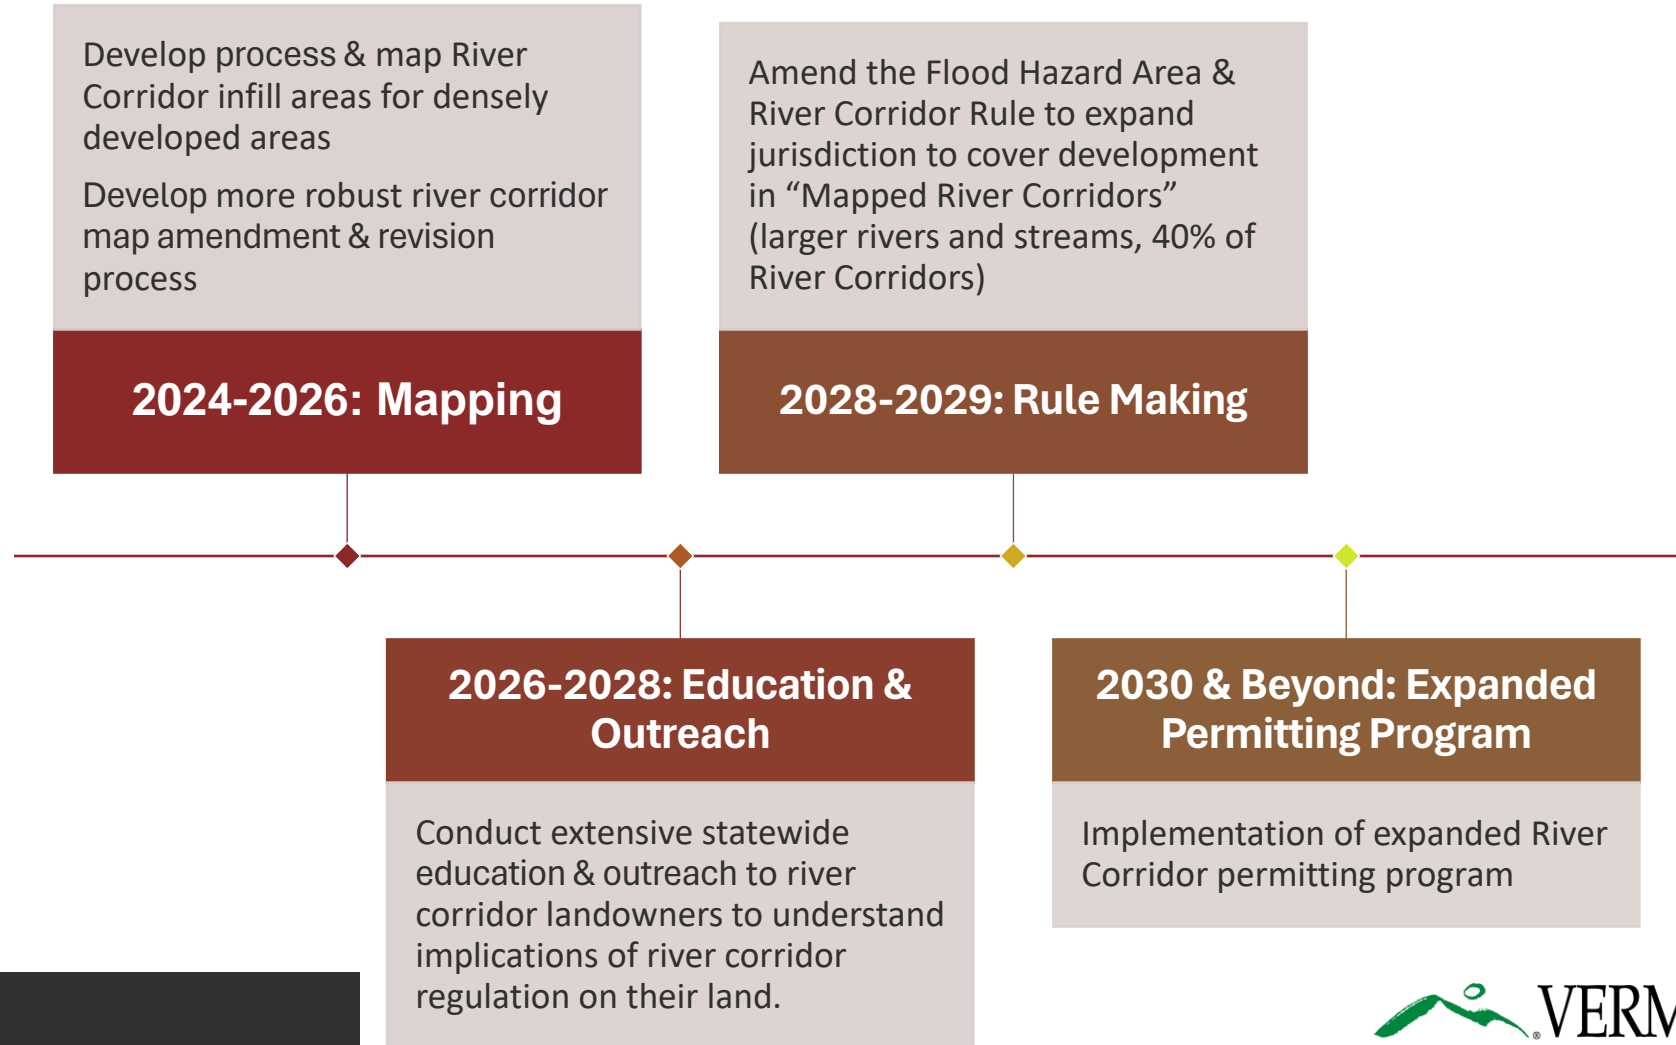 Develop process & map River
Corridor infill areas for densely
developed areas
Develop more robust river corridor
map amendment & revision
process
2024-2026: Mapping
Amend the Flood Hazard Area &
River Corridor Rule to expand
jurisdiction to cover development
in “Mapped River Corridors”
(larger rivers and streams, 40% of
River Corridors)
2028-2029: Rule Making
2026-2028: Education &
Outreach
Conduct extensive statewide
education & outreach to river
corridor landowners to understand
implications of river corridor
regulation on their land.
2030 & Beyond: Expanded
Permitting Program
Implementation of expanded River
Corridor permitting program
®VERM